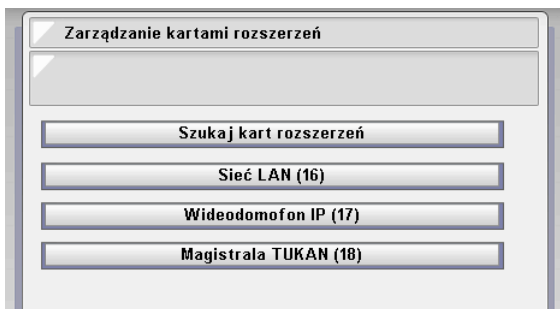 Zarządzanie kartami rozszerzeń
Szukaj kart rozszerzeń
Sieć LAN (16)
Wideodomofon IP (17)
Magistrala TUKAN (18)